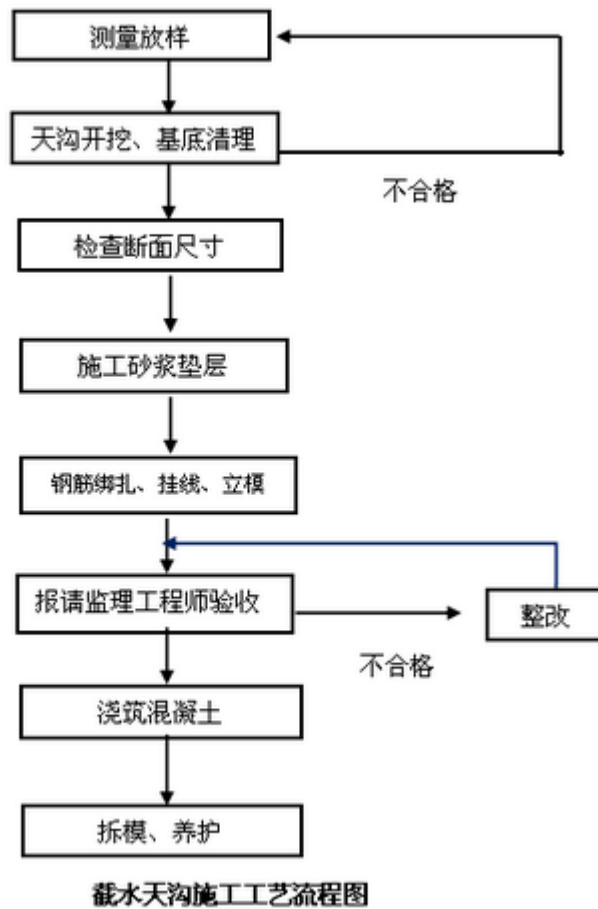 测量放样
天沟开挖、基底清理
不合格
检查断面尺寸
施工砂浆垫层
钢筋绑扎、挂线、立模
报请监理工程师验收
整改
不合格
浇筑混凝土
拆模、养护
截水天沟施工工艺流程图